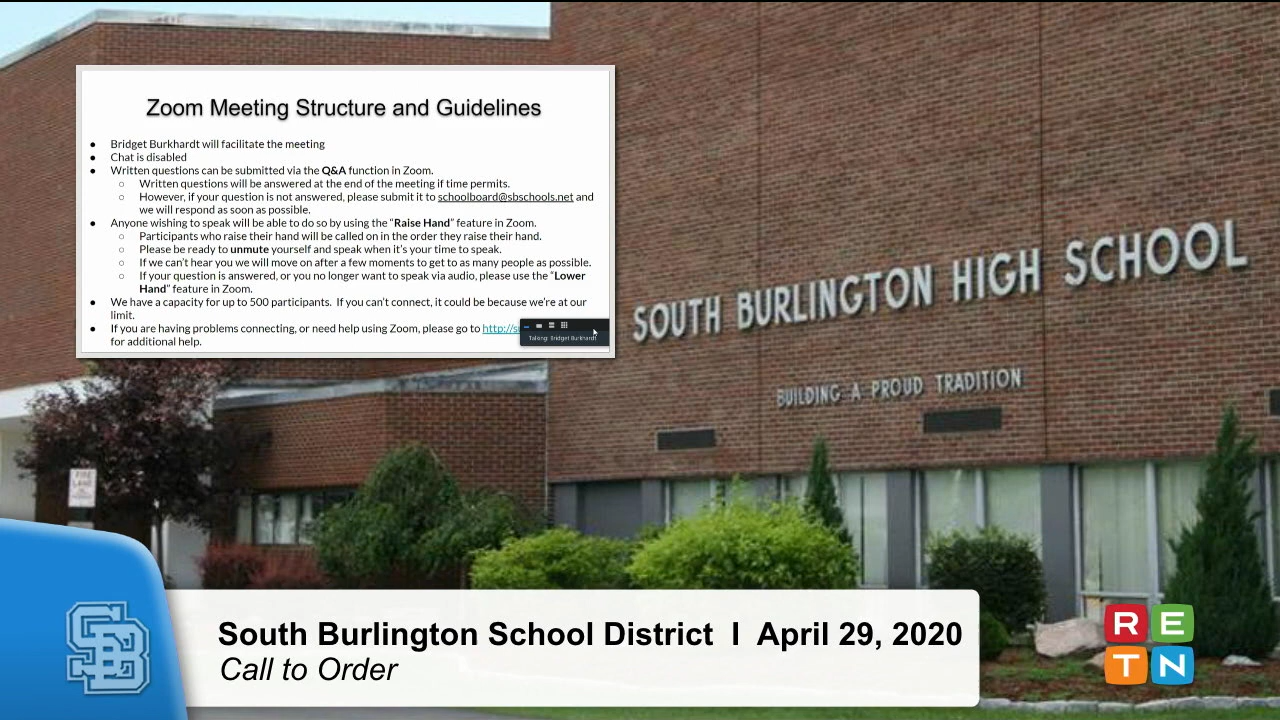 Zoom Meeting Structure and Guidelines
● Bridget Burkhardt will facilitate the meeting
● Chat is disabled
● Written questions can be submitted via the Q&A function in Zoom.
○ Written questions will be answered at the end of the meeting if time permits.
○ However, if your question is not answered, please submit it to schoolboard@sbschools.net and
we will respond as soon as possible.
● Anyone wishing to speak will be able to do so by using the “Raise Hand” feature in Zoom.
○ Participants who raise their hand will be called on in the order they raise their hand.
○ Please be ready to unmute yourself and speak when it’s your time to speak.
○ If we can’t hear you we will move on after a few moments to get to as many people as possible.
○ If your question is answered, or you no longer want to speak via audio, please use the “Lower
Hand” feature in Zoom.
● We have a capacity for up to 500 participants. If you can’t connect, it could be because we’re at our
limit.
● If you are having problems connecting, or need help using Zoom, please go to
for additional help.
Talking: Bridget Burkhardt
SOUTH BURLINGTON HIGH SCHOOL
BUILDING A PROUD TRADITION
FIRE
LANE
SB
South Burlington School District I April 29, 2020
Call to Order
RE
TN